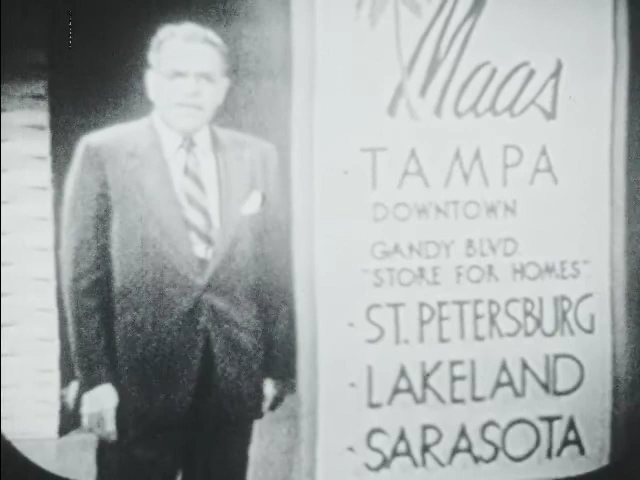 Maas
TAMPA
DOWNTOWN
GANDY BLVD.
"STORE FOR HOMES"
· ST. PETERSBURG
· LAKELAND
· SARASOTA